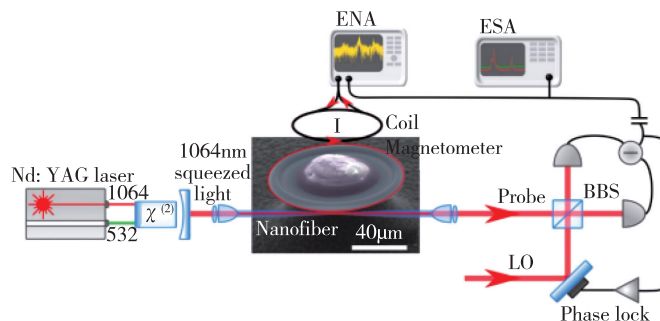 ENA
ESA
I
Coil
Magnetometer
1064nm
squeezed
light
Nd: YAG laser
1064
χ(2)
532
Nanofiber
40μm
Probe
BBS
LO
Phase lock